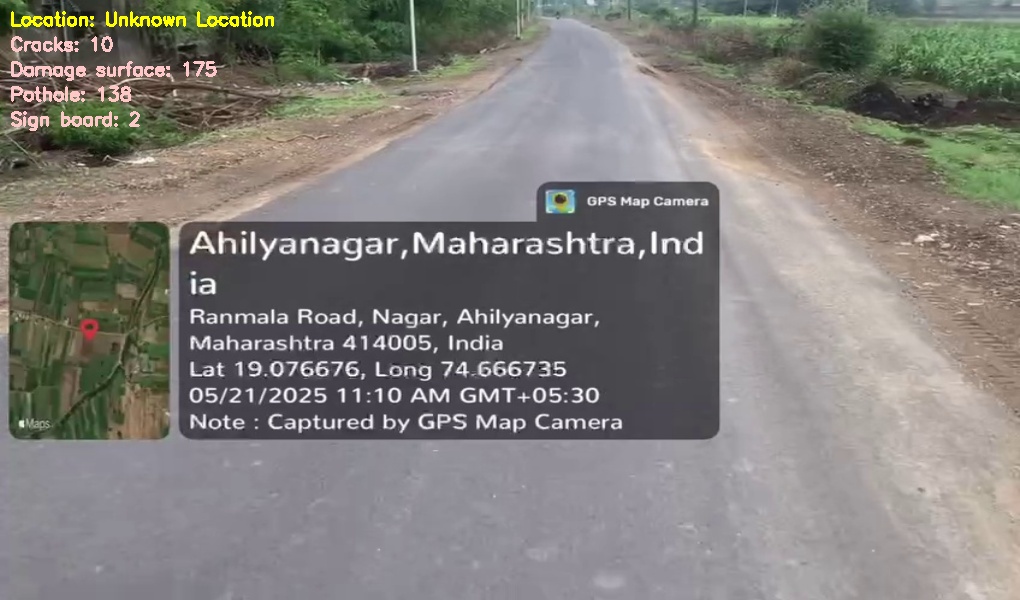 Location: Unknown Location
Cracks: 10
Damage surface: 175
Pothole: 138
Sign board: 2
GPS Map Camera
Ahilyanagar,Maharashtra,Ind
ia
Ranmala Road, Nagar, Ahilyanagar,
Maharashtra 414005, India
Lat 19.076676, Long 74.666735
05/21/2025 11:10 AM GMT+05:30
Note : Captured by GPS Map Camera
Maps